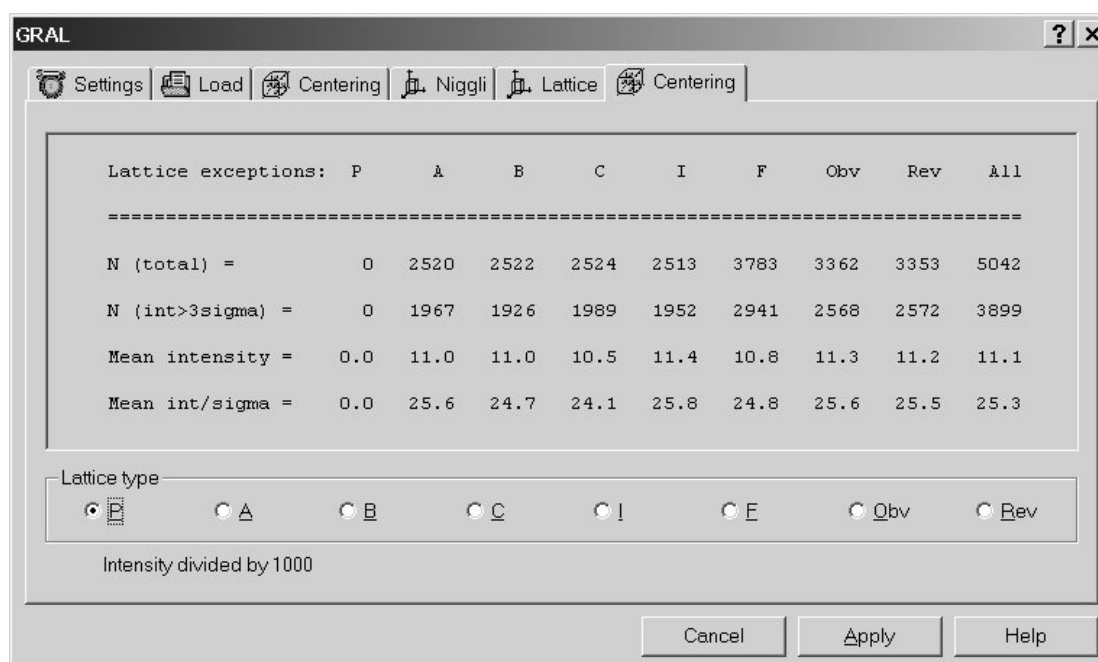 GRAL
Settings Load Centering Niggli Lattice Centering
Lattice exceptions: P A B C I F Obv Rev All
==============================================================================
N (total) = 0 2520 2522 2524 2513 3783 3362 3353 5042
N (int>3sigma) = 0 1967 1926 1989 1952 2941 2568 2572 3899
Mean intensity = 0.0 11.0 11.0 10.5 11.4 10.8 11.3 11.2 11.1
Mean int/sigma = 0.0 25.6 24.7 24.1 25.8 24.8 25.6 25.5 25.3
Lattice type
P A B C I F Obv Rev
Intensity divided by 1000
Cancel Apply Help